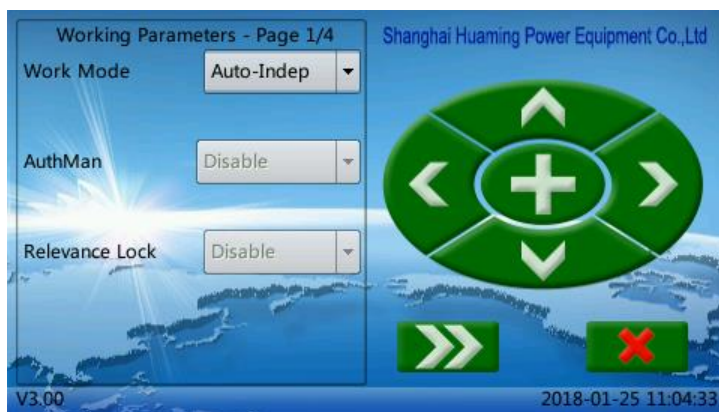 Working Parameters - Page 1/4
Shanghai Huaming Power Equipment Co.,Ltd
Work Mode
Auto-Indep
AuthMan
Disable
Relevance Lock
Disable
V3.00
2018-01-25 11:04:33